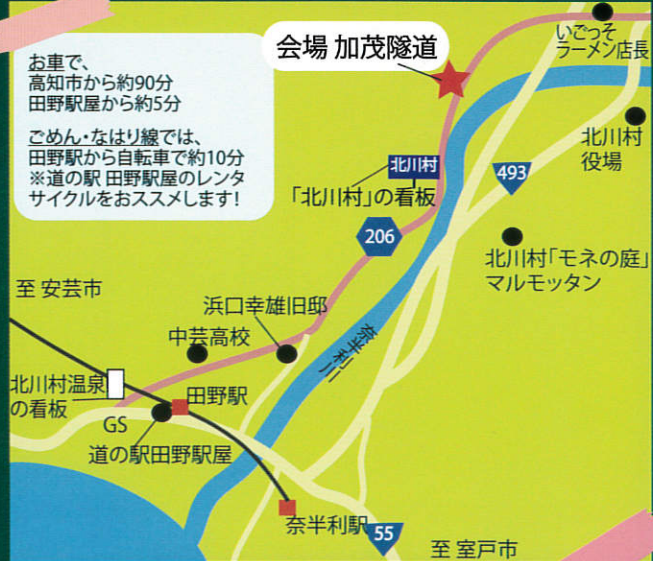 お車で、
高知市から約90分
田野駅屋から約5分
ごめん・なはり線では、
田野駅から自転車で約10分
※道の駅 田野駅屋のレンタ
サイクルをおススメします!
会場 加茂隧道
いごっそ
ラーメン店長
北川村
役場
北川村
「北川村」の看板
493
206
北川村「モネの庭」
マルモッタン
至 安芸市
浜口幸雄旧邸
中芸高校
奈半利川
北川村温泉
の看板
田野駅
GS
道の駅田野駅屋
奈半利駅
55
至 室戸市